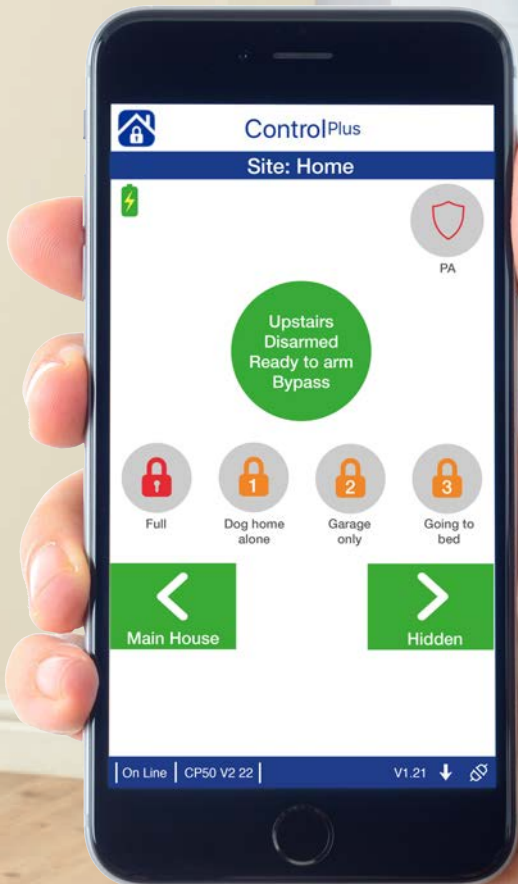 ControlPlus
Site: Home
PA
Upstairs
Disarmed
Ready to arm
Bypass
1
2
3
Full
Dog home
alone
Garage
only
Going to
bed
Main House
Hidden
On Line | CP50 V2 22 |
V1.21